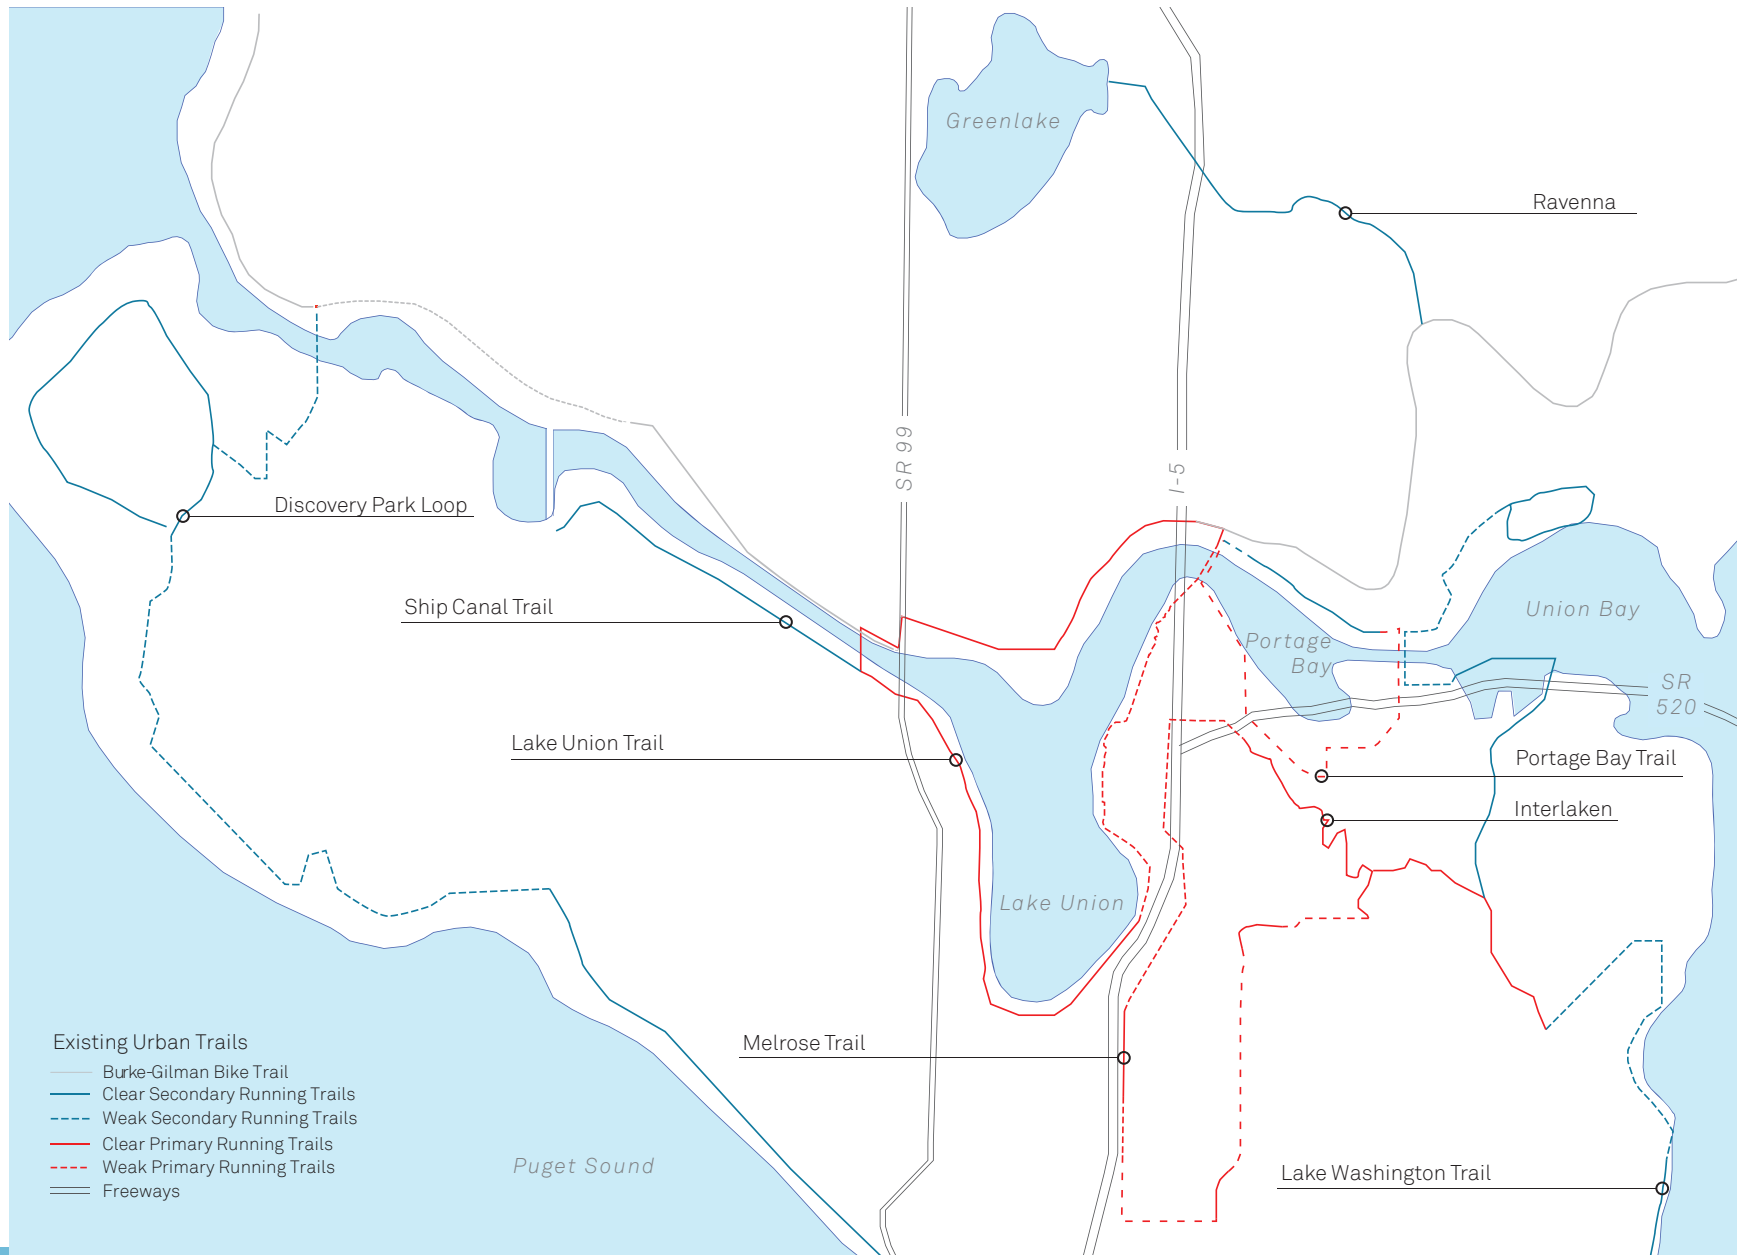 Greenlake
Ravenna
SR 99
I-5
Discovery Park Loop
Ship Canal Trail
Union Bay
Portage
Bay
SR
520
Lake Union Trail
Portage Bay Trail
Interlaken
Lake Union
Melrose Trail
Existing Urban Trails
Burke-Gilman Bike Trail
Clear Secondary Running Trails
Weak Secondary Running Trails
Clear Primary Running Trails
Weak Primary Running Trails
Freeways
Puget Sound
Lake Washington Trail